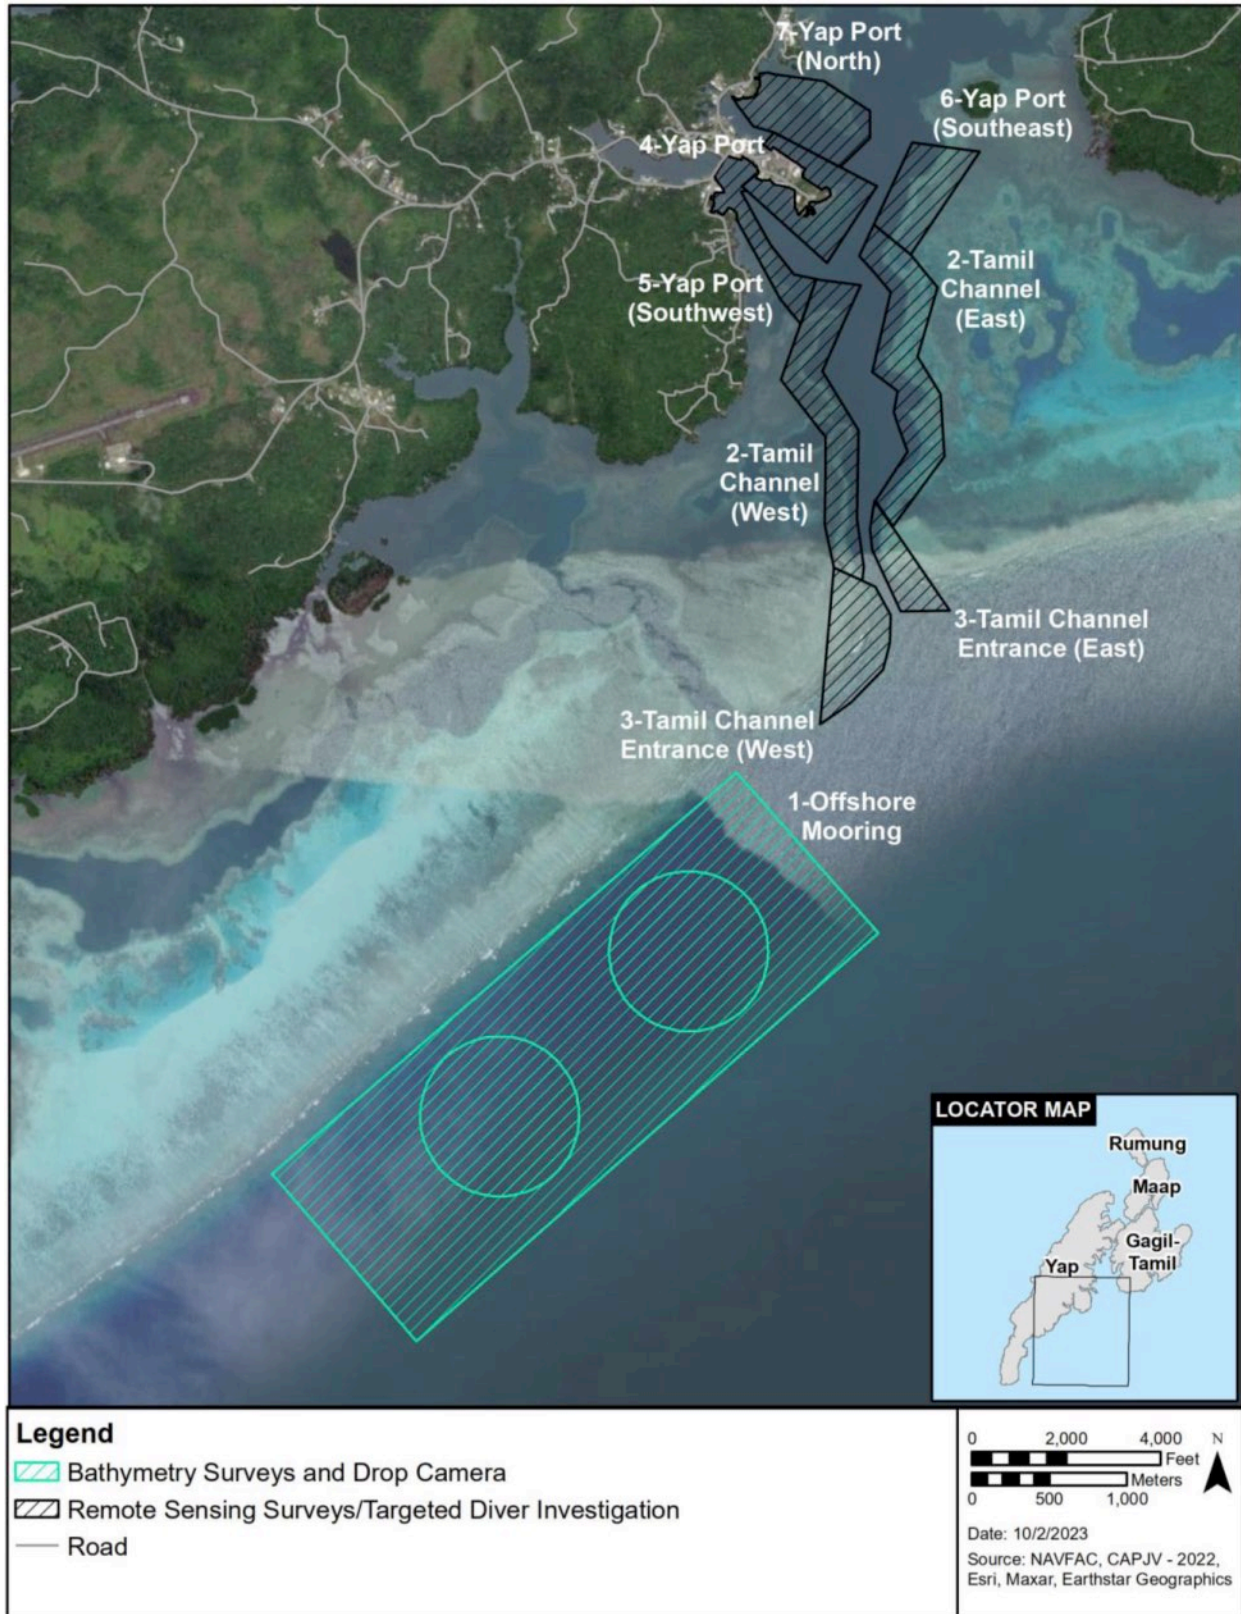 7-Yap Port
(North)
6-Yap Port
(Southeast)
4-Yap Port
2-Tamil
Channel
(East)
5-Yap Port
(Southwest)
2-Tamil
Channel
(West)
3-Tamil Channel
Entrance (East)
3-Tamil Channel
Entrance (West)
1-Offshore
Mooring
LOCATOR MAP
Rumung
Maap
Gagil-
Tamil
Yap
Legend
Bathymetry Surveys and Drop Camera
Remote Sensing Surveys/Targeted Diver Investigation
Road
0 2,000 4,000
Feet
Meters
0 500 1,000
N
Date: 10/2/2023
Source: NAVFAC, CAPJV - 2022,
Esri, Maxar, Earthstar Geographics